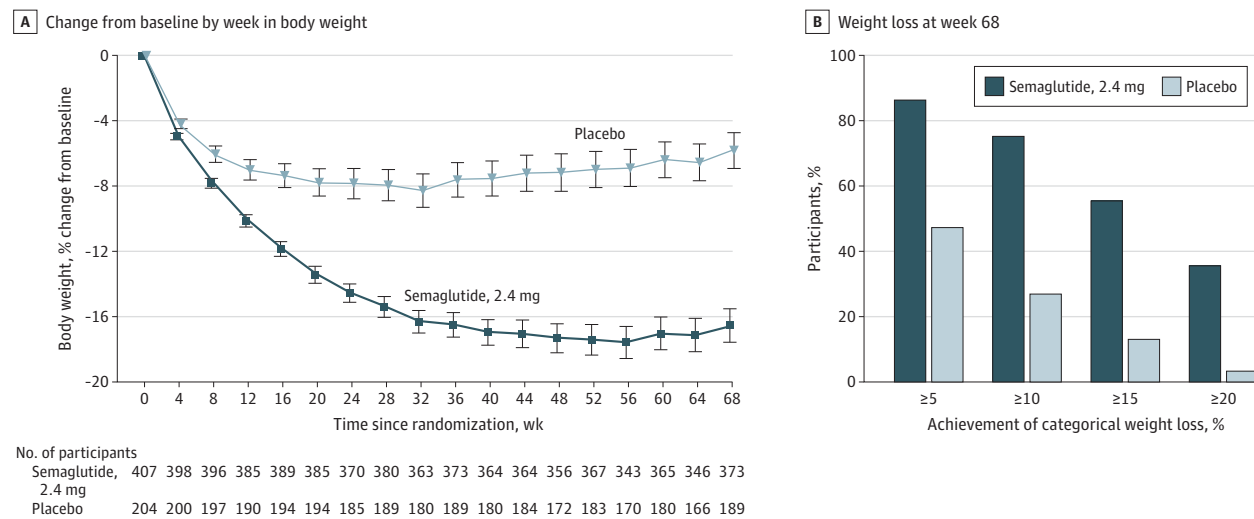 A Change from baseline by week in body weight
Body weight, % change from baseline
0
-4
-8
-12
-16
-20
Placebo
Semaglutide, 2.4 mg
0 4 8 12 16 20 24 28 32 36 40 44 48 52 56 60 64 68
Time since randomization, wk
No. of participants
Semaglutide, 2.4 mg 407 398 396 385 389 385 370 380 363 373 364 364 356 367 343 365 346 373
Placebo 204 200 197 190 194 194 185 189 180 189 180 184 172 183 170 180 166 189
B Weight loss at week 68
Participants, %
100
80
60
40
20
0
Semaglutide, 2.4 mg Placebo
≥5 ≥10 ≥15 ≥20
Achievement of categorical weight loss, %